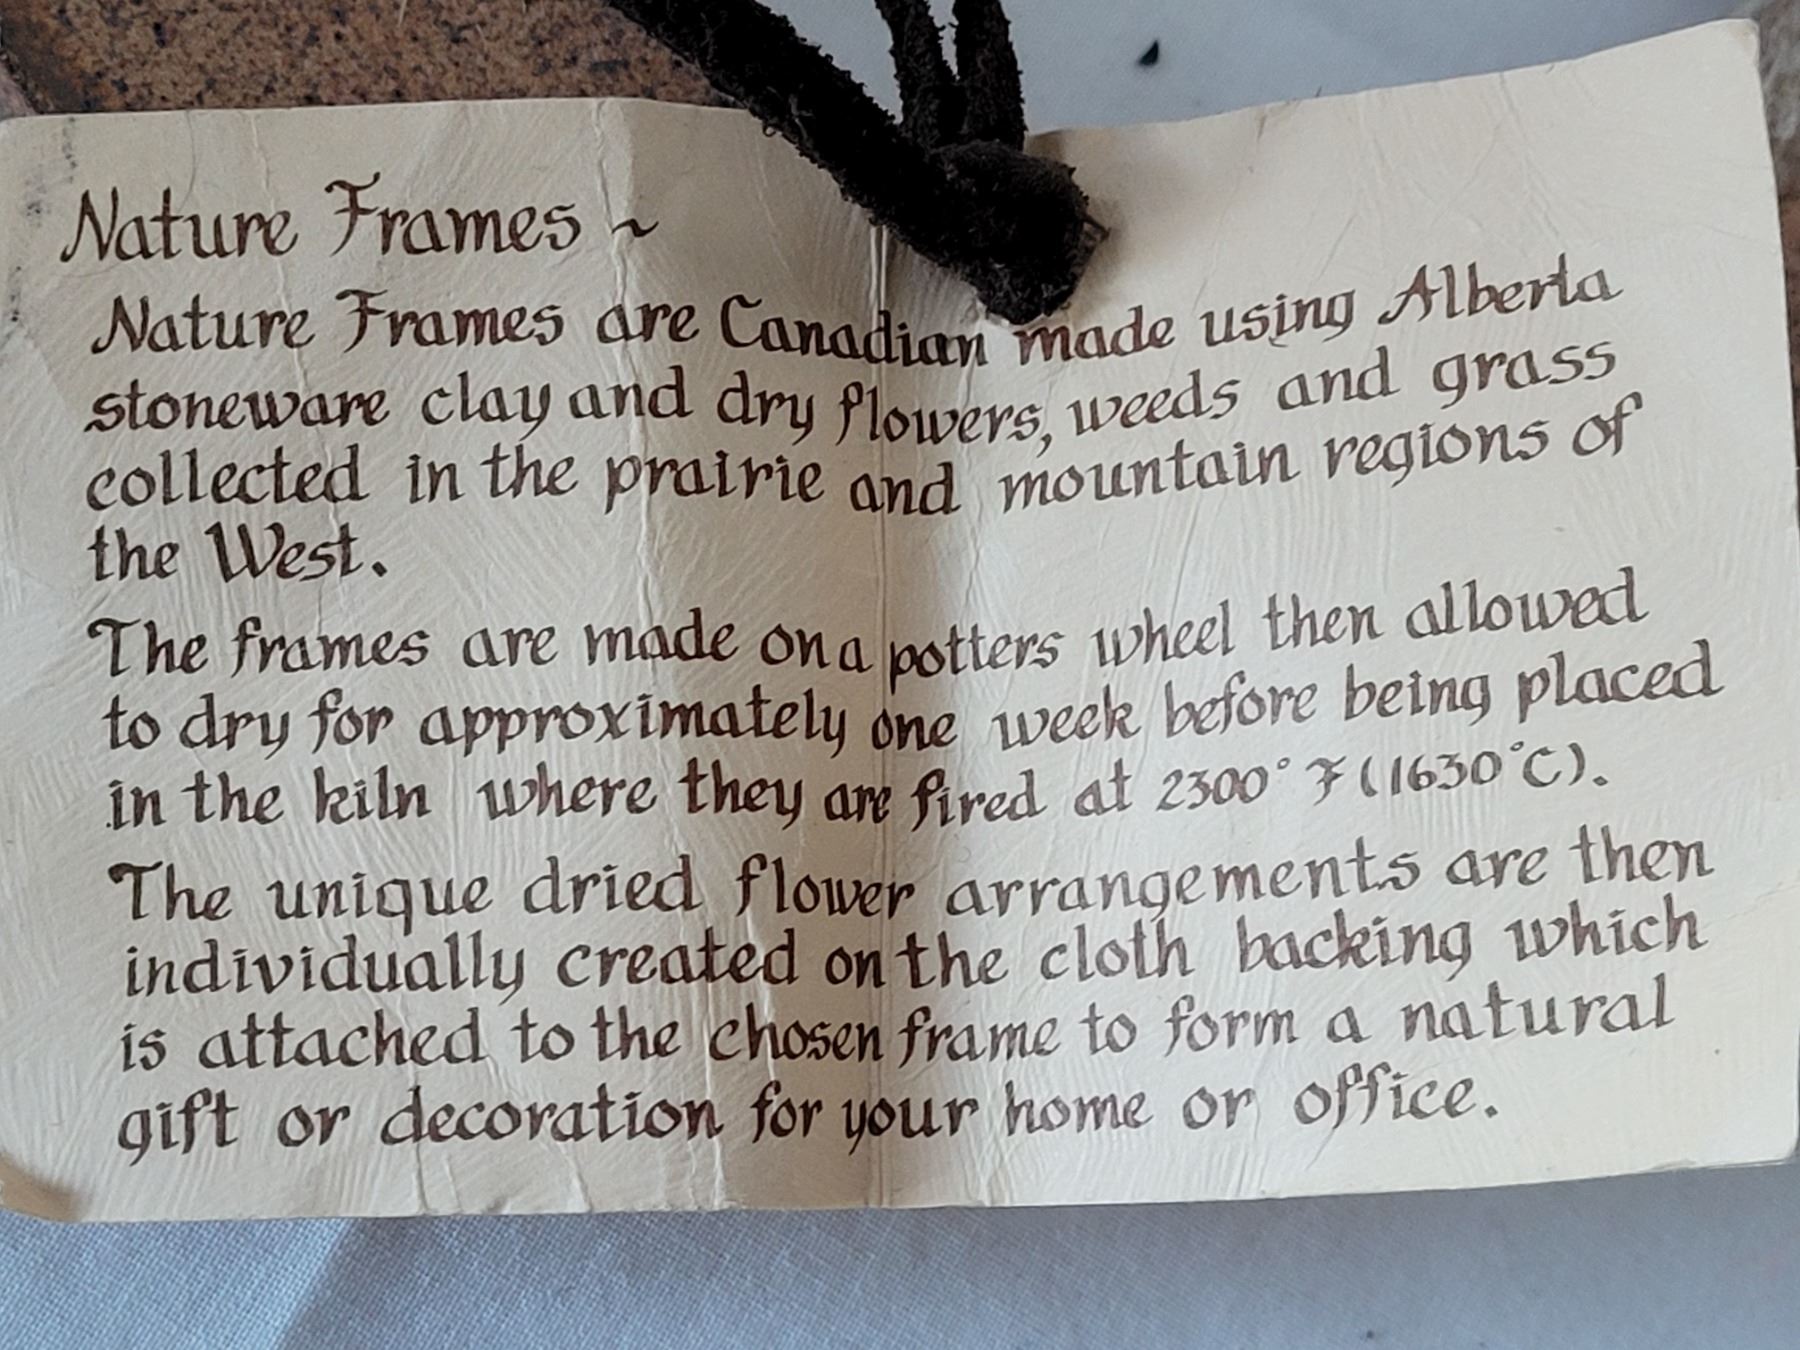 Nature Frames ~
Nature Frames are Canadian made using Alberta
stoneware clay and dry flowers, weeds and grass
collected in the prairie and mountain regions of
the West.
The frames are made on a potters wheel then allowed
to dry for approximately one week before being placed
in the kiln where they are fired at 2300° F (1630°C).
The unique dried flower arrangements are then
individually created on the cloth backing which
is attached to the chosen frame to form a natural
gift or decoration for your home or office.